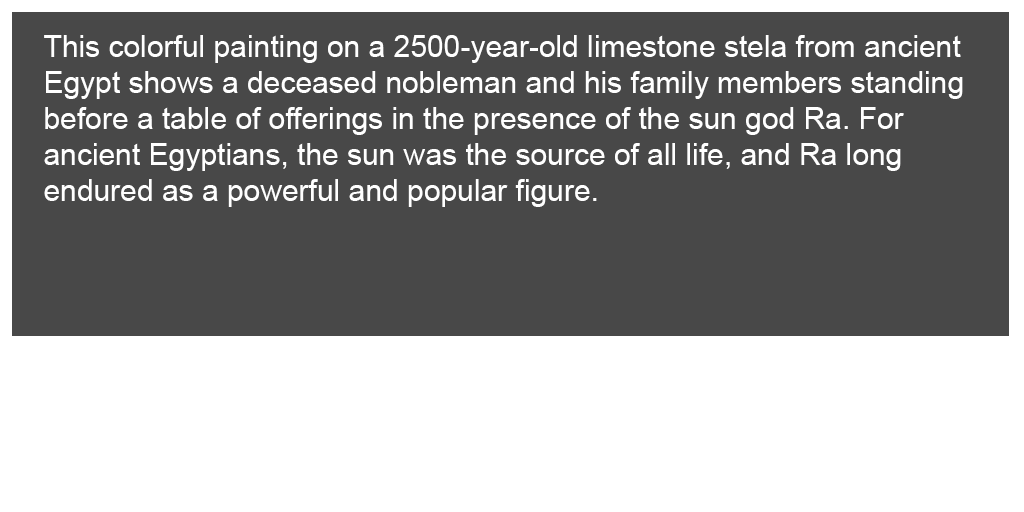 This colorful painting on a 2500-year-old limestone stela from ancient
Egypt shows a deceased nobleman and his family members standing
before a table of offerings in the presence of the sun god Ra. For
ancient Egyptians, the sun was the source of all life, and Ra long
endured as a powerful and popular figure.